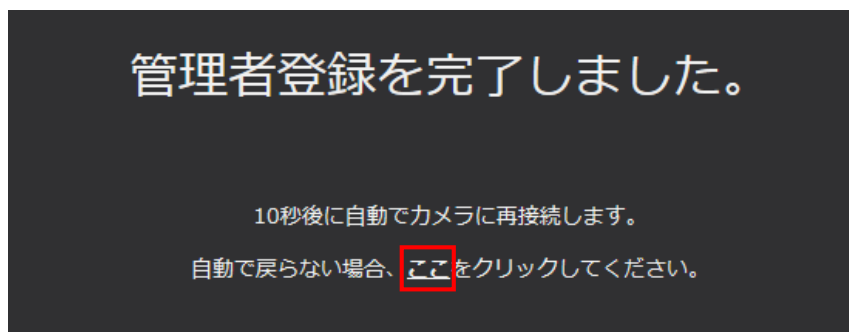 管理者登録を完了しました。
10秒後に自動でカメラに再接続します。
自動で戻らない場合、ここをクリックしてください。